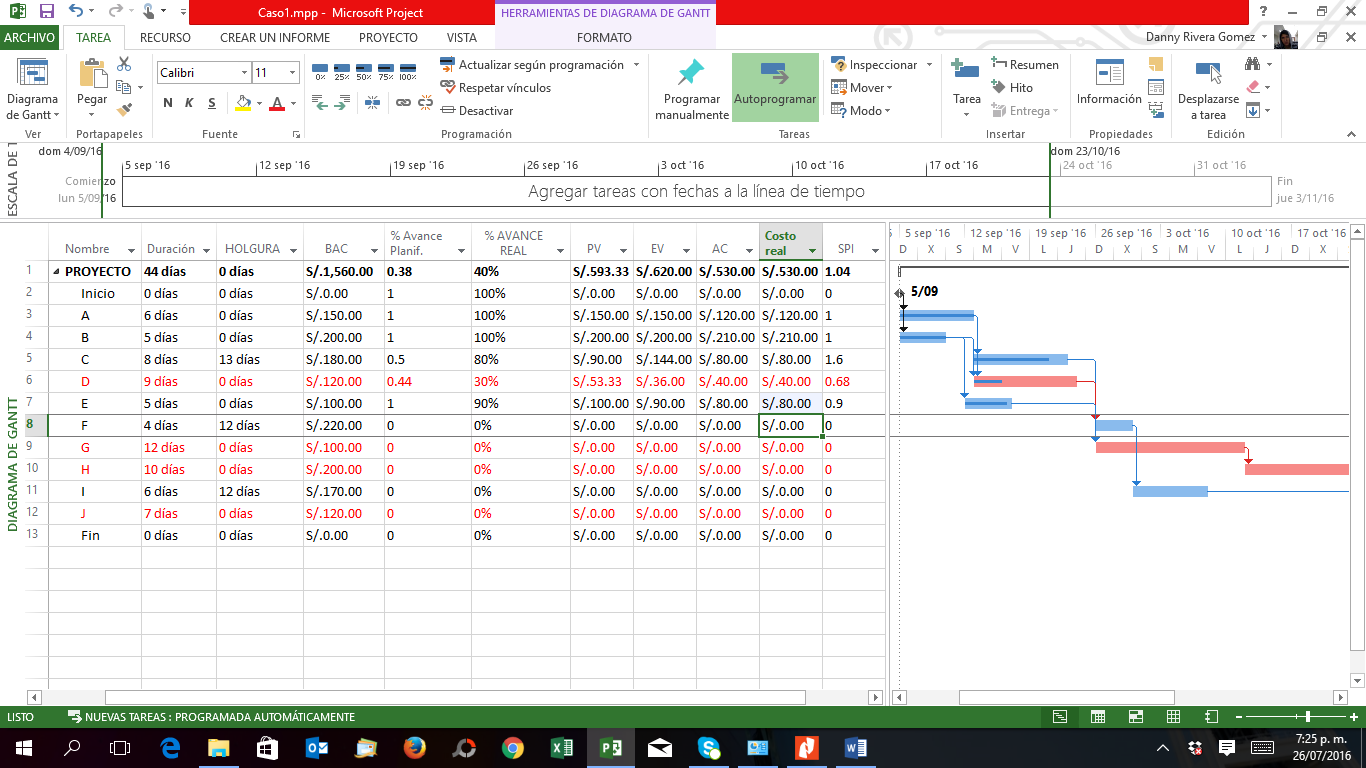 Caso1.mpp - Microsoft Project
HERRAMIENTAS DE DIAGRAMA DE GANTT
ARCHIVO TAREA RECURSO CREAR UN INFORME PROYECTO VISTA FORMATO Danny Rivera Gomez
Diagrama de Gantt
Pegar
Calibri 11
N K S
0% 25% 50% 75% 100%
Actualizar según programación
Respetar vínculos
Desactivar
Programar manualmente
Autoprogramar
Inspeccionar
Mover
Modo
Tarea
Resumen
Hito
Entrega
Información
Desplazarse a tarea
Ver Portapapeles Fuente Programación Tareas Insertar Propiedades Edición
ESCALA DE T
dom 4/09/16 dom 23/10/16
5 sep '16 12 sep '16 19 sep '16 26 sep '16 3 oct '16 10 oct '16 17 oct '16 24 oct '16 31 oct '16
Comienzo
lun 5/09/16
Agregar tareas con fechas a la línea de tiempo
Fin
jue 3/11/16
DIAGRAMA DE GANTT
Nombre Duración HOLGURA BAC % Avance Planif. % AVANCE REAL PV EV AC Costo real SPI
1 PROYECTO 44 días 0 días S/.1,560.00 0.38 40% S/.593.33 S/.620.00 S/.530.00 S/.530.00 1.04
2 Inicio 0 días 0 días S/.0.00 1 100% S/.0.00 S/.0.00 S/.0.00 S/.0.00 0
3 A 6 días 0 días S/.150.00 1 100% S/.150.00 S/.150.00 S/.120.00 S/.120.00 1
4 B 5 días 0 días S/.200.00 1 100% S/.200.00 S/.200.00 S/.210.00 S/.210.00 1
5 C 8 días 13 días S/.180.00 0.5 80% S/.90.00 S/.144.00 S/.80.00 S/.80.00 1.6
6 D 9 días 0 días S/.120.00 0.44 30% S/.53.33 S/.36.00 S/.40.00 S/.40.00 0.68
7 E 5 días 0 días S/.100.00 1 90% S/.100.00 S/.90.00 S/.80.00 S/.80.00 0.9
8 F 4 días 12 días S/.220.00 0 0% S/.0.00 S/.0.00 S/.0.00 S/.0.00 0
9 G 12 días 0 días S/.100.00 0 0% S/.0.00 S/.0.00 S/.0.00 S/.0.00 0
10 H 10 días 0 días S/.200.00 0 0% S/.0.00 S/.0.00 S/.0.00 S/.0.00 0
11 I 6 días 12 días S/.170.00 0 0% S/.0.00 S/.0.00 S/.0.00 S/.0.00 0
12 J 7 días 0 días S/.120.00 0 0% S/.0.00 S/.0.00 S/.0.00 S/.0.00 0
13 Fin 0 días 0 días S/.0.00 0 0% S/.0.00 S/.0.00 S/.0.00 S/.0.00 0
5 sep '16 12 sep '16 19 sep '16 26 sep '16 3 oct '16 10 oct '16 17 oct '16
D X S M V L J D X S M V L J D X
5/09
LISTO NUEVAS TAREAS : PROGRAMADA AUTOMÁTICAMENTE
7:25 p. m.
26/07/2016